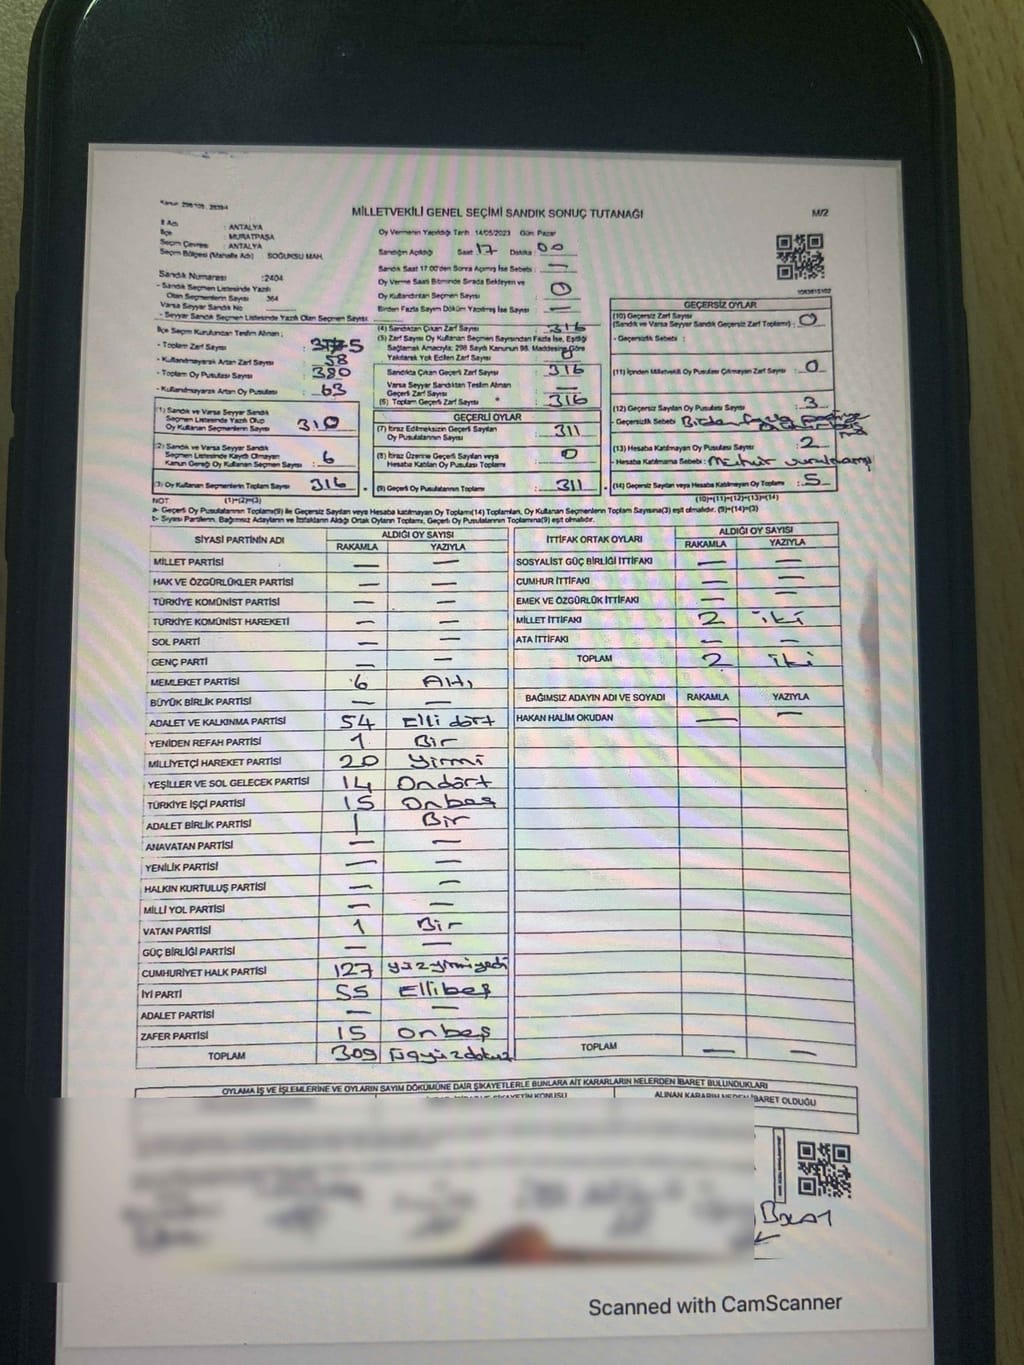 Kanun 298/105, 2839/4
MİLLETVEKİLİ GENEL SEÇİMİ SANDIK SONUÇ TUTANAĞI
M/2
İl Adı : ANTALYA
İlçe : MURATPAŞA
Seçim Çevresi : ANTALYA
Seçim Bölgesi (Mahalle Adı) SOĞUKSU MAH.
Oy Vermenin Yapıldığı Tarih 14/05/2023 Gün Pazar
Sandığın Açıldığı Saat 17 Dakika : 00
Sandık Saat 17:00'den Sonra Açılmış İse Sebebi : —
Oy Verme Saati Bitiminde Sırada Bekleyen ve
Oy Kullandırılan Seçmen Sayısı : 0
Birden Fazla Sayım Döküm Yapılmış İse Sayısı : —
Sandık Numarası :2404
- Sandık Seçmen Listesinde Yazılı
Olan Seçmenlerin Sayısı 364
Varsa Seyyar Sandık No
- Seyyar Sandık Seçmen Listesinde Yazılı Olan Seçmen Sayısı:
İlçe Seçim Kurulundan Teslim Alınan ;
- Toplam Zarf Sayısı : 375
- Kullanılmayarak Artan Zarf Sayısı : 58
- Toplam Oy Pusulası Sayısı : 380
- Kullanılmayarak Artan Oy Pusulası : 63
(1) Sandık ve Varsa Seyyar Sandık
Seçmen Listesinde Yazılı Olup
Oy Kullanan Seçmen Sayısı : 310
(2) Sandık ve Varsa Seyyar Sandık
Seçmen Listesinde Kayıtlı Olmayan
Kanun Gereği Oy Kullanan Seçmen Sayısı : 6
(3) Oy Kullanan Seçmenlerin Toplam Sayısı : 316
(1)+(2)=(3)
(4) Sandıktan Çıkan Zarf Sayısı : 316
(5) Zarf Sayısı Oy Kullanan Seçmen Sayısından Fazla İse, Eşitliği
Sağlamak Amacıyla; 298 Sayılı Kanunun 98. Maddesine Göre
Yakılarak Yok Edilen Zarf Sayısı : 0
Sandıkta Çıkan Geçerli Zarf Sayısı : 316
Varsa Seyyar Sandıktan Teslim Alınan
Geçerli Zarf Sayısı : —
(6) Toplam Geçerli Zarf Sayısı : 316
GEÇERLİ OYLAR
(7) İtiraz Edilmeksizin Geçerli Sayılan
Oy Pusulalarının Sayısı : 311
(8) İtiraz Üzerine Geçerli Sayılan veya
Hesaba Katılan Oy Pusulası Toplamı : 0
(9) Geçerli Oy Pusulalarının Toplamı : 311
GEÇERSİZ OYLAR
(10) Geçersiz Zarf Sayısı
(Sandık ve Varsa Seyyar Sandık Geçersiz Zarf Toplamı) : 0
- Geçersizlik Sebebi :
(11) İçinden Milletvekili Oy Pusulası Çıkmayan Zarf Sayısı : 0
(12) Geçersiz Sayılan Oy Pusulası Sayısı : 3
- Geçersizlik Sebebi : Birden fazla
(13) Hesaba Katılmayan Oy Pusulası Sayısı : 2
- Hesaba Katılmama Sebebi : Mühür
(14) Geçersiz Sayılan veya Hesaba Katılmayan Oy Toplamı : 5
(10)+(11)+(12)+(13)=(14)
NOT
a- Geçerli Oy Pusulaları Toplamı(9) ile Geçersiz Sayılan veya Hesaba Katılmayan Oy Toplamı(14) Toplamları, Oy Kullanan Seçmenlerin Toplam Sayısına(3) eşit olmalıdır. (9)+(14)=(3)
b- Siyasi Partilerin, Bağımsız Adayların ve İttifakların Aldığı Ortak Oyların Toplamı, Geçerli Oy Pusulalarının Toplamına(9) eşit olmalıdır.
SİYASİ PARTİNİN ADI ALDIĞI OY SAYISI
RAKAMLA YAZIYLA
MİLLET PARTİSİ — —
HAK VE ÖZGÜRLÜKLER PARTİSİ — —
TÜRKİYE KOMÜNİST PARTİSİ — —
TÜRKİYE KOMÜNİST HAREKETİ — —
SOL PARTİ — —
GENÇ PARTİ — —
MEMLEKET PARTİSİ 6 Altı
BÜYÜK BİRLİK PARTİSİ — —
ADALET VE KALKINMA PARTİSİ 54 Elli dört
YENİDEN REFAH PARTİSİ 1 Bir
MİLLİYETÇİ HAREKET PARTİSİ 20 Yirmi
YEŞİLLER VE SOL GELECEK PARTİSİ 14 Ondört
TÜRKİYE İŞÇİ PARTİSİ 15 Onbeş
ADALET BİRLİK PARTİSİ 1 Bir
ANAVATAN PARTİSİ — —
YENİLİK PARTİSİ — —
HALKIN KURTULUŞ PARTİSİ — —
MİLLİ YOL PARTİSİ — —
VATAN PARTİSİ 1 Bir
GÜÇ BİRLİĞİ PARTİSİ — —
CUMHURİYET HALK PARTİSİ 127 yüzyirmiyedi
İYİ PARTİ 55 Ellibeş
ADALET PARTİSİ — —
ZAFER PARTİSİ 15 onbeş
TOPLAM 309 üçyüzdokuz
İTTİFAK ORTAK OYLARI ALDIĞI OY SAYISI
RAKAMLA YAZIYLA
SOSYALİST GÜÇ BİRLİĞİ İTTİFAKI — —
CUMHUR İTTİFAKI — —
EMEK VE ÖZGÜRLÜK İTTİFAKI — —
MİLLET İTTİFAKI 2 iki
ATA İTTİFAKI — —
TOPLAM 2 iki
BAĞIMSIZ ADAYIN ADI VE SOYADI RAKAMLA YAZIYLA
HAKAN HALİM OKUDAN — —
TOPLAM — —
OYLAMA İŞ VE İŞLEMLERİNE VE OYLARIN SAYIM DÖKÜMÜNE DAİR ŞİKAYETLERLE BUNLARA AİT KARARLARIN NELERDEN İBARET BULUNDUKLARI
ALINAN KARARIN NEDEN İBARET OLDUĞU
Scanned with CamScanner